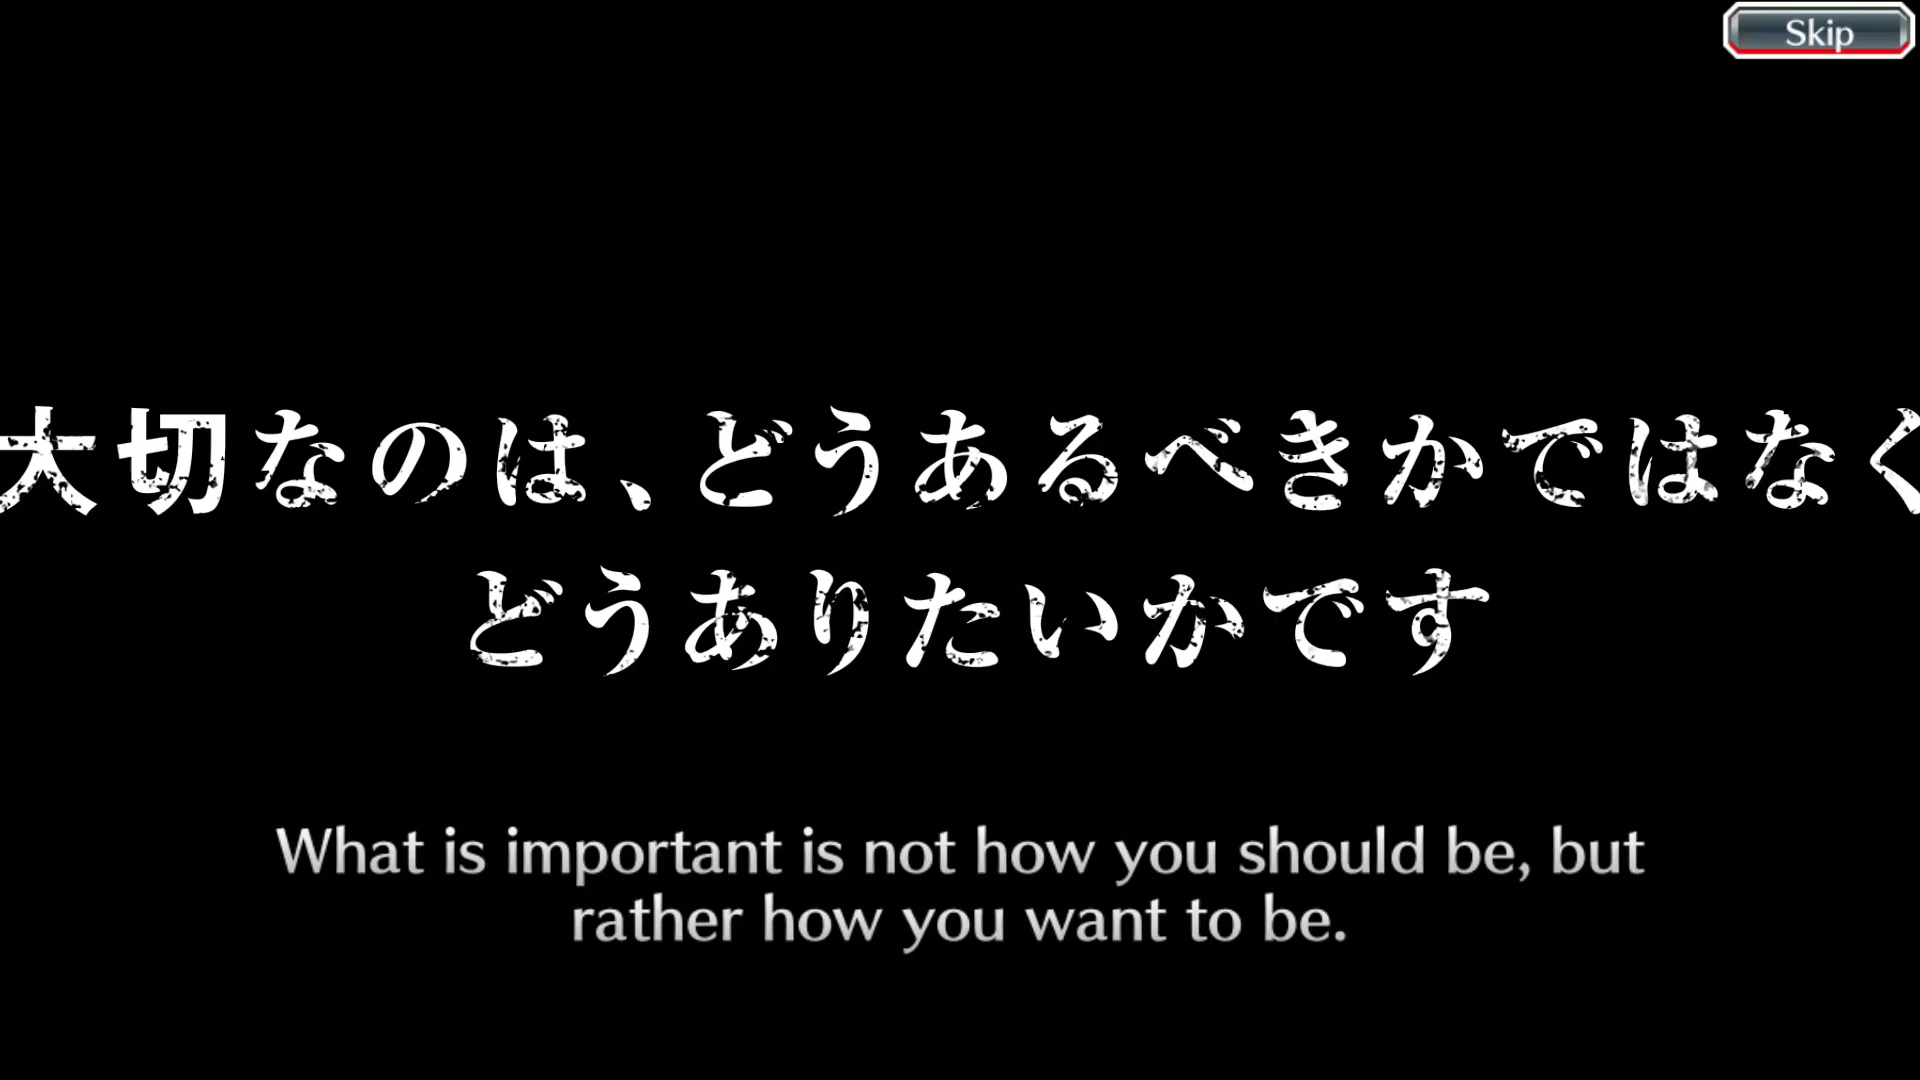 Skip
大切なのは、どうあるべきかではなく
どうありたいかです
What is important is not how you should be, but
rather how you want to be.